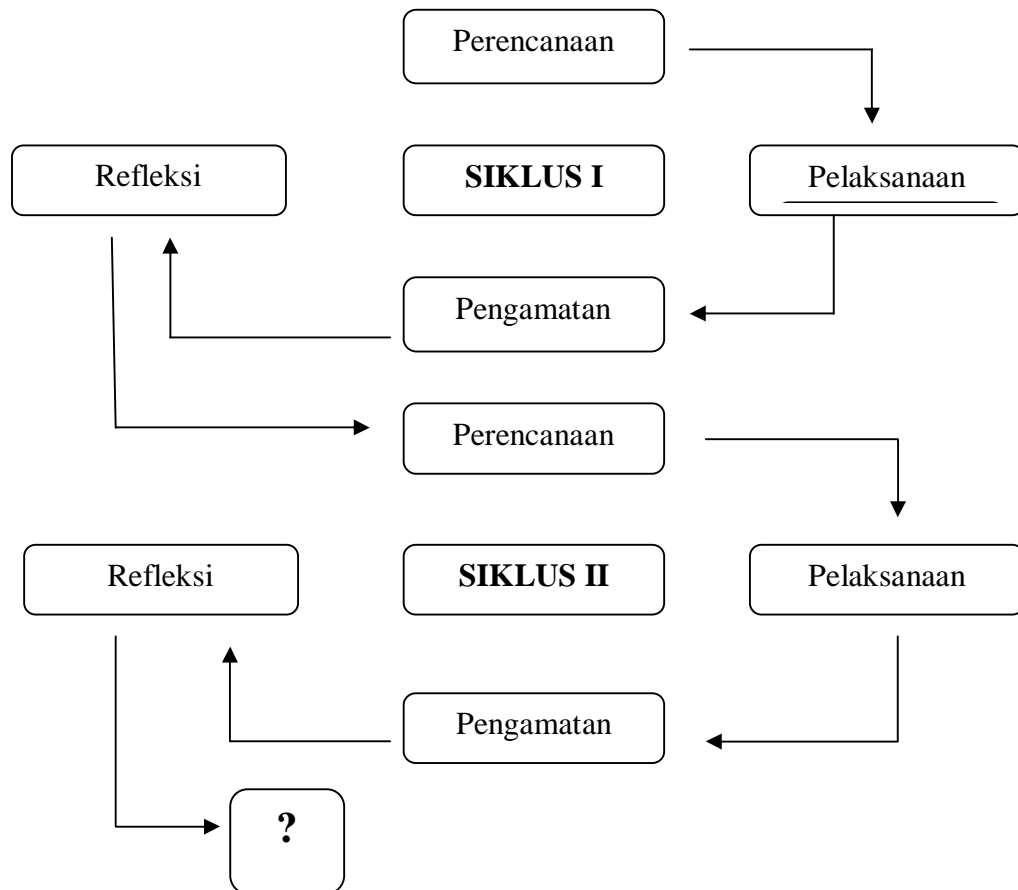 Perencanaan
Refleksi
SIKLUS I
Pelaksanaan
Pengamatan
Perencanaan
Refleksi
SIKLUS II
Pelaksanaan
Pengamatan
?